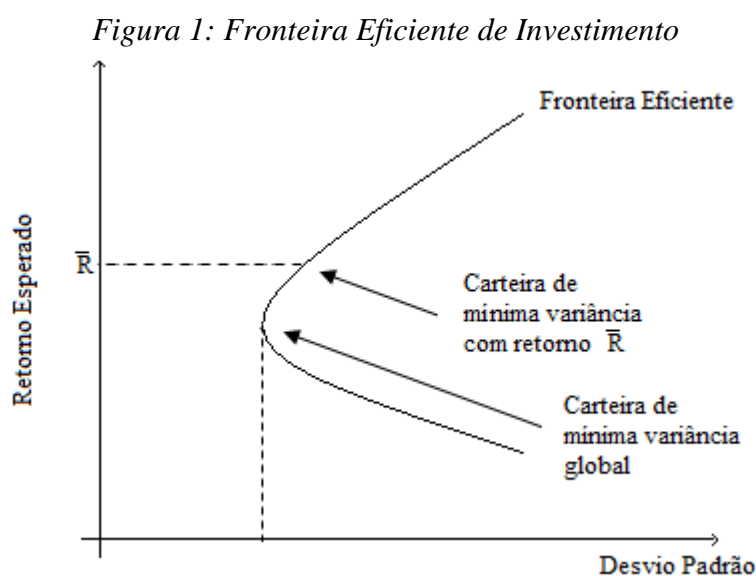 Figura 1: Fronteira Eficiente de Investimento
Fronteira Eficiente
Retorno Esperado
R̅
Carteira de
mínima variância
com retorno R̅
Carteira de
mínima variância
global
Desvio Padrão